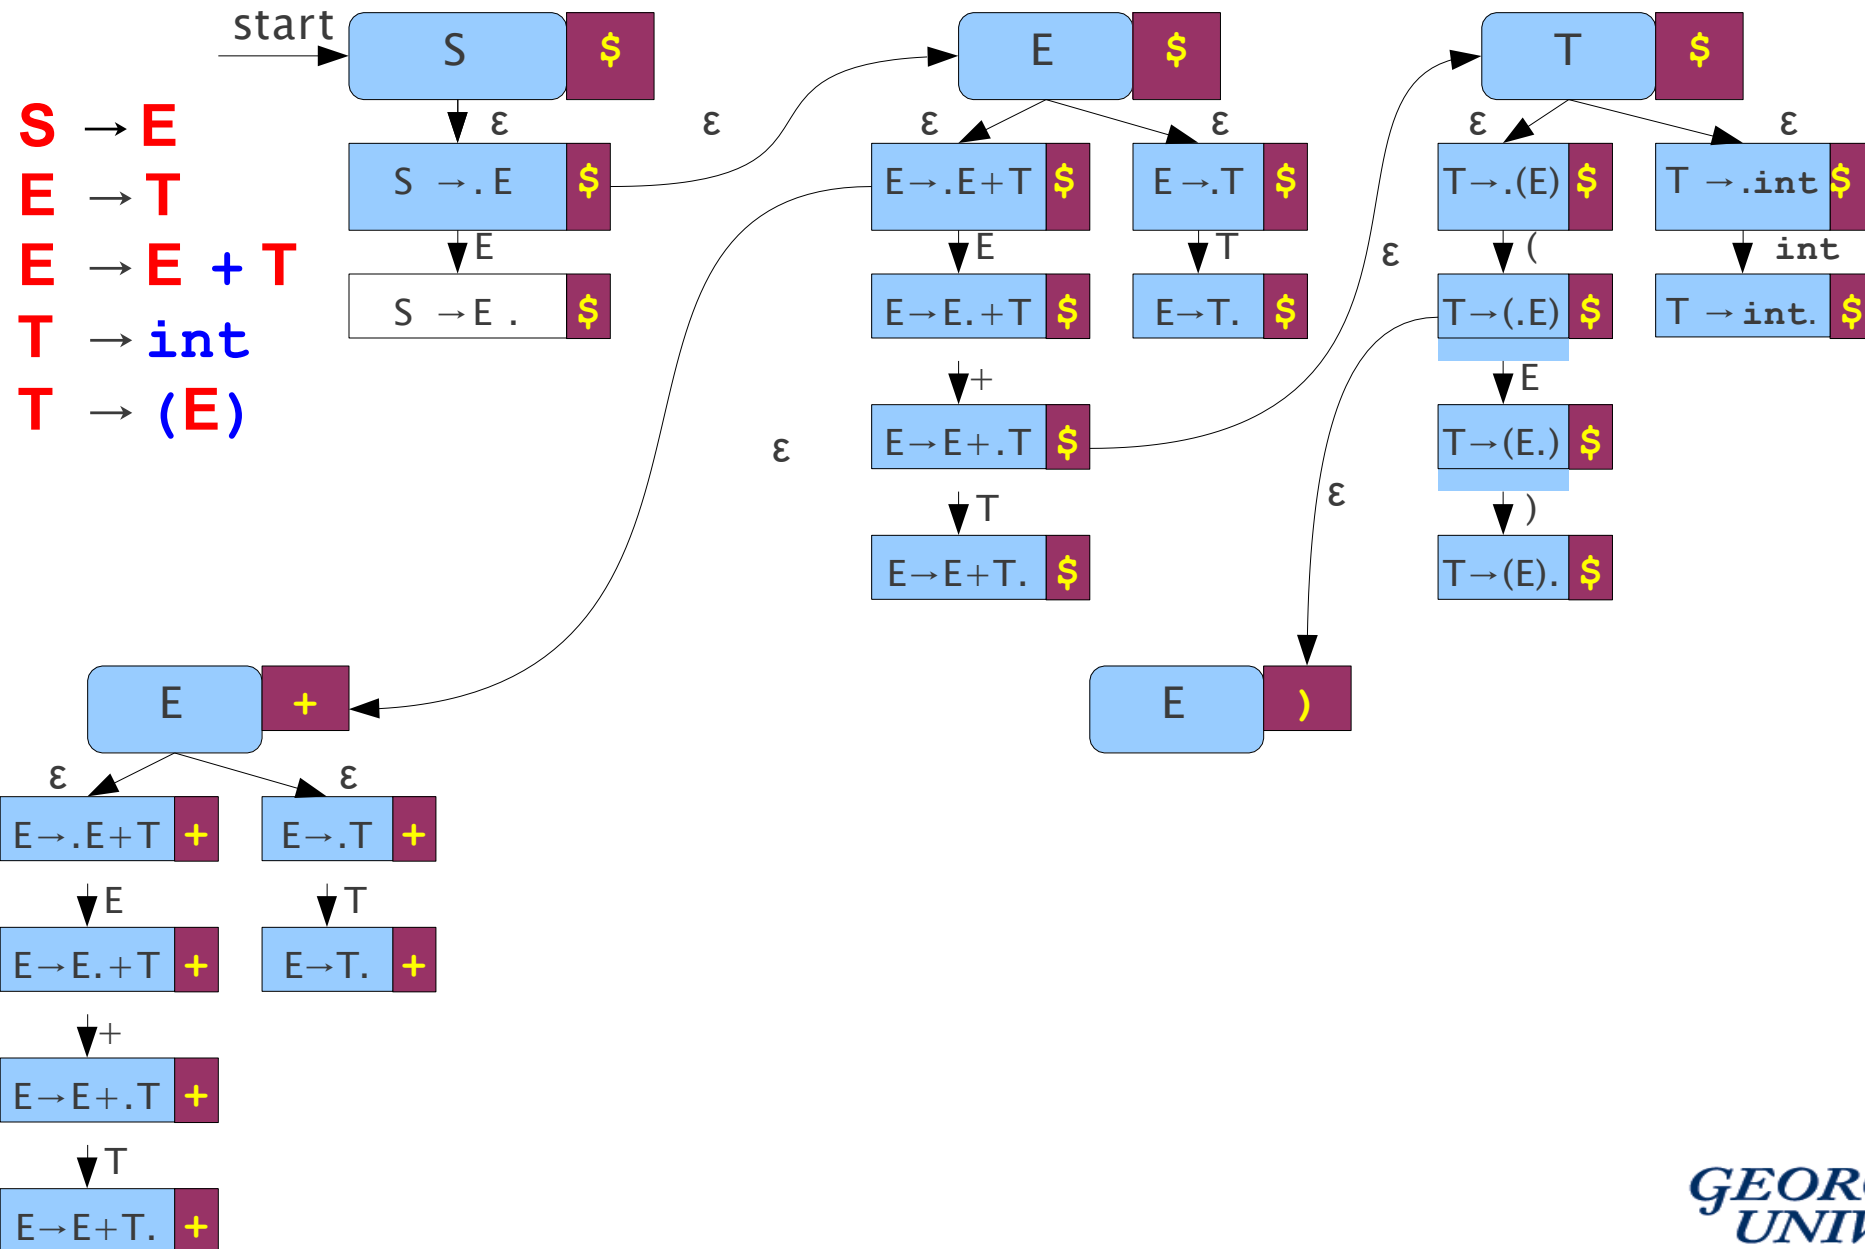 start
S $
E $
T $
S → E
E → T
E → E + T
T → int
T → (E)
ε
S →. E $
E
S →E . $
ε
ε ε
E→.E+T $
E→.T $
E
T
E→E.+T $
E→T. $
+
E→E+.T $
T
E→E+T. $
ε
ε
ε ε
T→.(E) $
T →.int $
(
int
T→(.E) $
T →int. $
E
T→(E.) $
)
T→(E). $
ε
E +
E )
ε ε
E→.E+T +
E→.T +
E
T
E→E.+T +
E→T. +
+
E→E+.T +
T
E→E+T. +